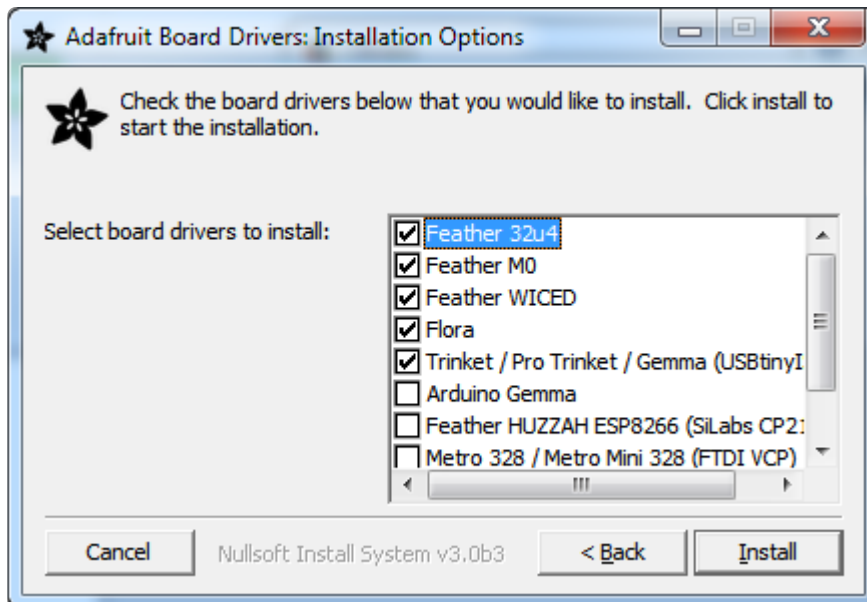 Adafruit Board Drivers: Installation Options
Check the board drivers below that you would like to install. Click install to
start the installation.
Select board drivers to install:
Feather 32u4
Feather M0
Feather WICED
Flora
Trinket / Pro Trinket / Gemma (USBtinyI
Arduino Gemma
Feather HUZZAH ESP8266 (SiLabs CP21
Metro 328 / Metro Mini 328 (FTDI VCP)
Cancel
Nullsoft Install System v3.0b3
< Back
Install